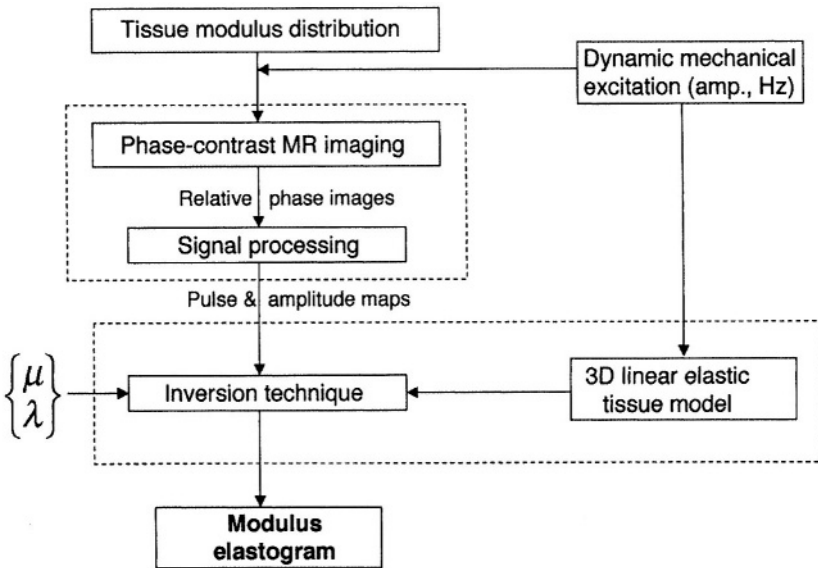 Tissue modulus distribution
Dynamic mechanical
excitation (amp., Hz)
Phase-contrast MR imaging
Relative phase images
Signal processing
Pulse & amplitude maps
{μ
λ}
Inversion technique
3D linear elastic
tissue model
Modulus
elastogram